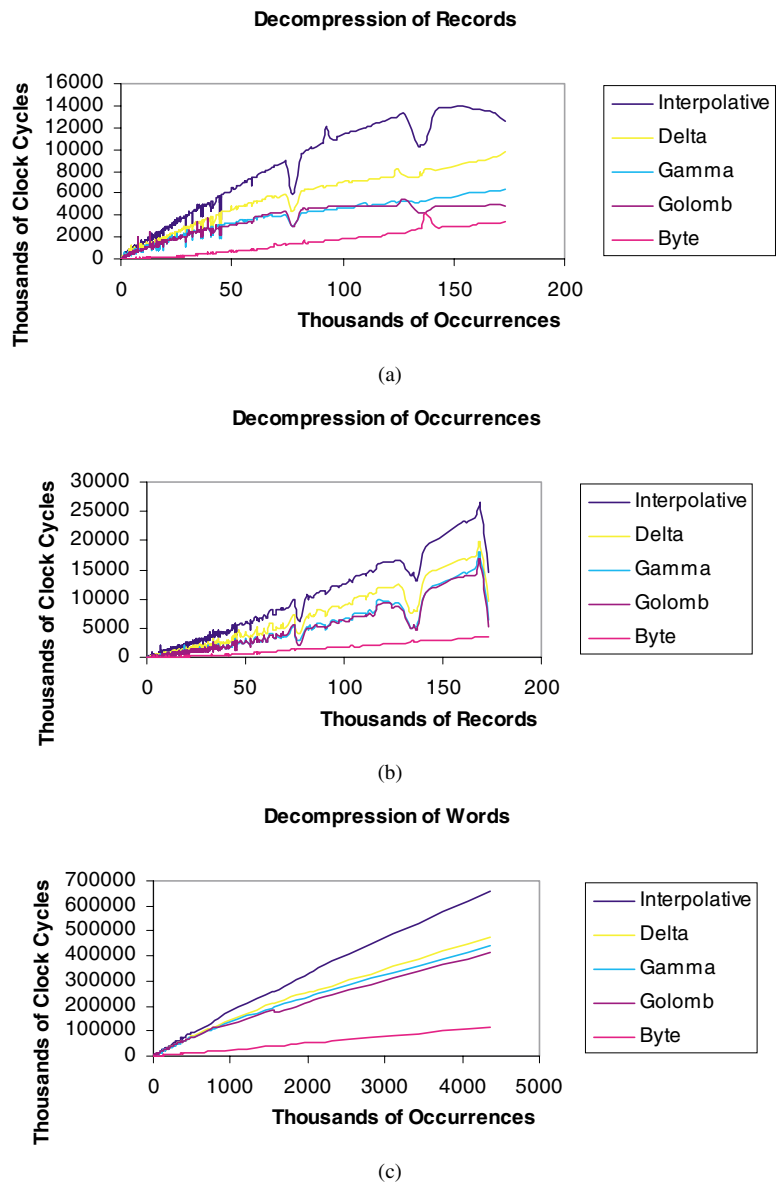 Decompression of Records
Thousands of Clock Cycles
16000
14000
12000
10000
8000
6000
4000
2000
0
0 50 100 150 200
Thousands of Occurrences
Interpolative
Delta
Gamma
Golomb
Byte
(a)
Decompression of Occurrences
Thousands of Clock Cycles
30000
25000
20000
15000
10000
5000
0
0 50 100 150 200
Thousands of Records
Interpolative
Delta
Gamma
Golomb
Byte
(b)
Decompression of Words
Thousands of Clock Cycles
700000
600000
500000
400000
300000
200000
100000
0
0 1000 2000 3000 4000 5000
Thousands of Occurrences
Interpolative
Delta
Gamma
Golomb
Byte
(c)